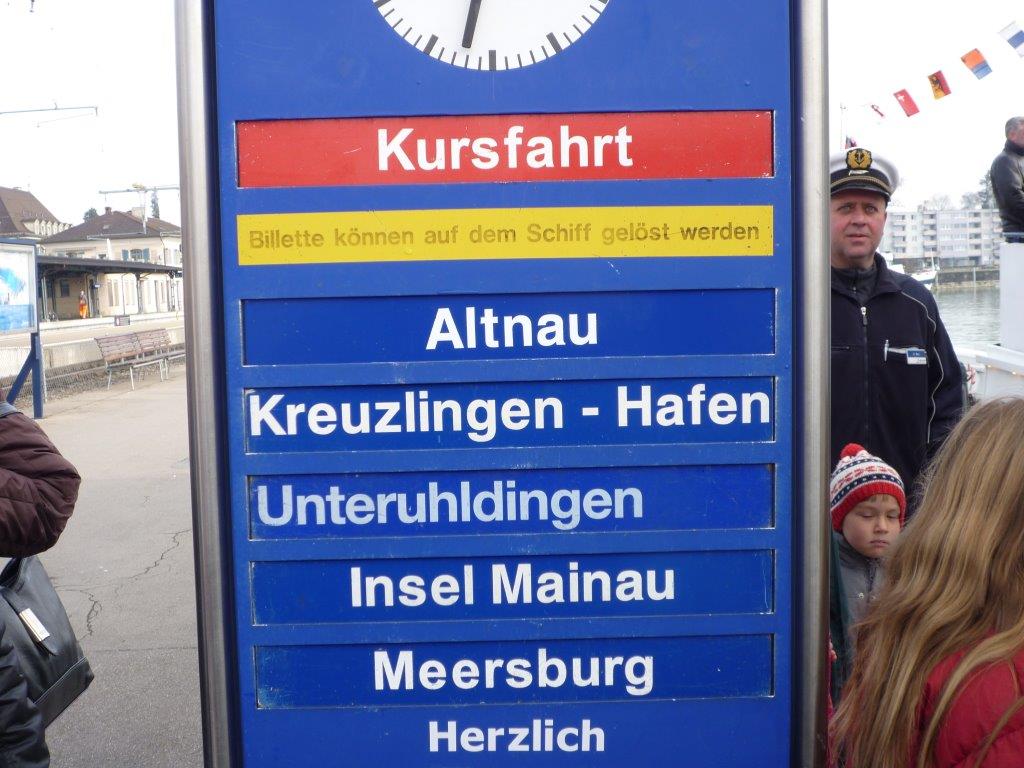 Kursfahrt
Billette können auf dem Schiff gelöst werden
Altnau
Kreuzlingen - Hafen
Unteruhldingen
Insel Mainau
Meersburg
Herzlich